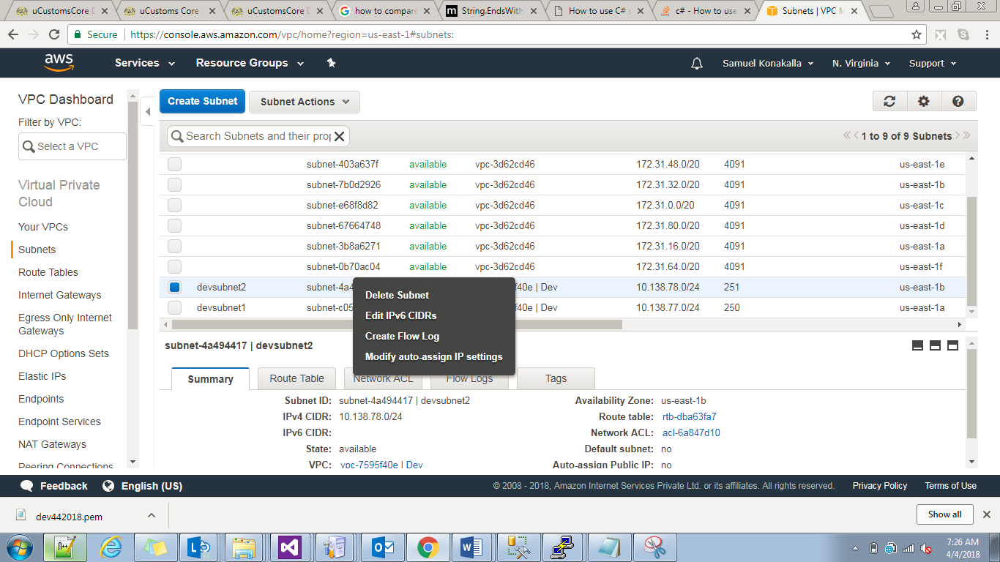 uCustomsCore D
uCustoms Core
uCustomsCore D
how to compare
String.EndsWith
How to use C# s
c# - How to use
Subnets | VPC M
Secure https://console.aws.amazon.com/vpc/home?region=us-east-1#subnets:
aws Services Resource Groups Samuel Konakalla N. Virginia Support
VPC Dashboard
Filter by VPC:
Select a VPC
Virtual Private
Cloud
Your VPCs
Subnets
Route Tables
Internet Gateways
Egress Only Internet
Gateways
DHCP Options Sets
Elastic IPs
Endpoints
Endpoint Services
NAT Gateways
Peering Connections
Create Subnet Subnet Actions
Search Subnets and their prop 1 to 9 of 9 Subnets
subnet-403a637f available vpc-3d62cd46 172.31.48.0/20 4091 us-east-1e
subnet-7b0d2926 available vpc-3d62cd46 172.31.32.0/20 4091 us-east-1b
subnet-e68f8d82 available vpc-3d62cd46 172.31.0.0/20 4091 us-east-1c
subnet-67664748 available vpc-3d62cd46 172.31.80.0/20 4091 us-east-1d
subnet-3b8a6271 available vpc-3d62cd46 172.31.16.0/20 4091 us-east-1a
subnet-0b70ac04 available vpc-3d62cd46 172.31.64.0/20 4091 us-east-1f
devsubnet2 subnet-4a4 f40e | Dev 10.138.78.0/24 251 us-east-1b
devsubnet1 subnet-c05 f40e | Dev 10.138.77.0/24 250 us-east-1a
Delete Subnet
Edit IPv6 CIDRs
Create Flow Log
Modify auto-assign IP settings
subnet-4a494417 | devsubnet2
Summary Route Table Network ACL Flow Logs Tags
Subnet ID: subnet-4a494417 | devsubnet2 Availability Zone: us-east-1b
IPv4 CIDR: 10.138.78.0/24 Route table: rtb-dba63fa7
IPv6 CIDR: Network ACL: acl-6a847d10
State: available Default subnet: no
VPC: vpc-7595f40e | Dev Auto-assign Public IP: no
Feedback English (US) © 2008 - 2018, Amazon Internet Services Private Ltd. or its affiliates. All rights reserved. Privacy Policy Terms of Use
dev442018.pem Show all
7:26 AM
4/4/2018